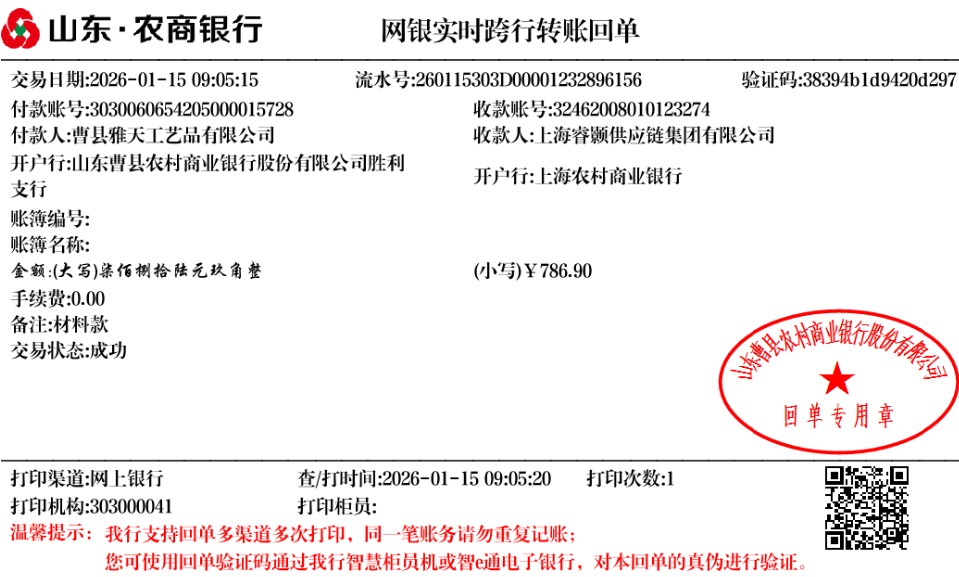 山东·农商银行
网银实时跨行转账回单
交易日期:2026-01-15 09:05:15 流水号:260115303D00001232896156 验证码:38394b1d9420d297
付款账号:3030060654205000015728 收款账号:32462008010123274
付款人:曹县雅天工艺品有限公司 收款人:上海睿颢供应链集团有限公司
开户行:山东曹县农村商业银行股份有限公司胜利
支行
开户行:上海农村商业银行
账簿编号:
账簿名称:
金额:(大写)柒佰捌拾陆元玖角整 (小写)￥786.90
手续费:0.00
备注:材料款
交易状态:成功
山东曹县农村商业银行股份有限公司
回单专用章
打印渠道:网上银行 查/打时间:2026-01-15 09:05:20 打印次数:1
打印机构:303000041 打印柜员:
温馨提示：我行支持回单多渠道多次打印，同一笔账务请勿重复记账；
您可使用回单验证码通过我行智慧柜员机或智e通电子银行，对本回单的真伪进行验证。